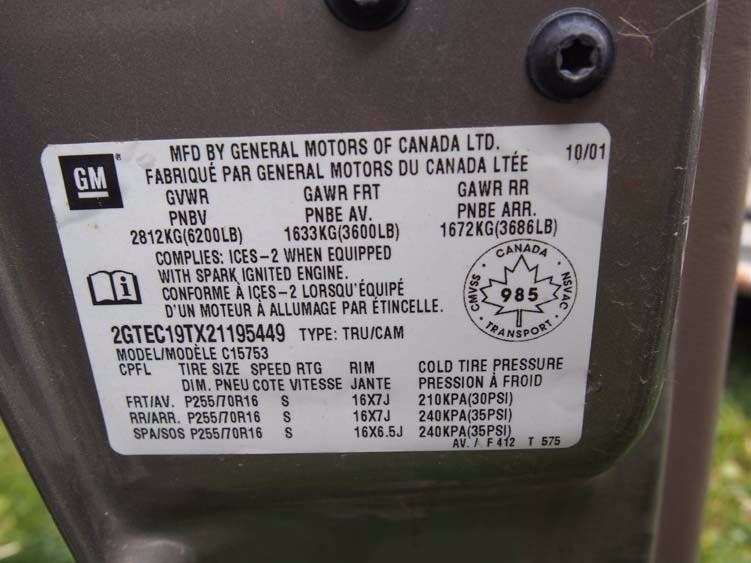 MFD BY GENERAL MOTORS OF CANADA LTD. 10/01
FABRIQUÉ PAR GENERAL MOTORS DU CANADA LTÉE
GM
GVWR GAWR FRT GAWR RR
PNBV PNBE AV. PNBE ARR.
2812KG(6200LB) 1633KG(3600LB) 1672KG(3686LB)
COMPLIES: ICES-2 WHEN EQUIPPED
WITH SPARK IGNITED ENGINE.
CONFORME À ICES-2 LORSQU'ÉQUIPÉ
D'UN MOTEUR À ALLUMAGE PAR ÉTINCELLE.
CANADA
CMVSS 985 NSVAC
TRANSPORT
2GTEC19TX21195449 TYPE: TRU/CAM
MODEL/MODÈLE C15753
CPFL TIRE SIZE SPEED RTG RIM COLD TIRE PRESSURE
DIM. PNEU COTE VITESSE JANTE PRESSION À FROID
FRT/AV. P255/70R16 S 16X7J 210KPA(30PSI)
RR/ARR. P255/70R16 S 16X7J 240KPA(35PSI)
SPA/SOS P255/70R16 S 16X6.5J 240KPA(35PSI)
AV. / F 412 T 575